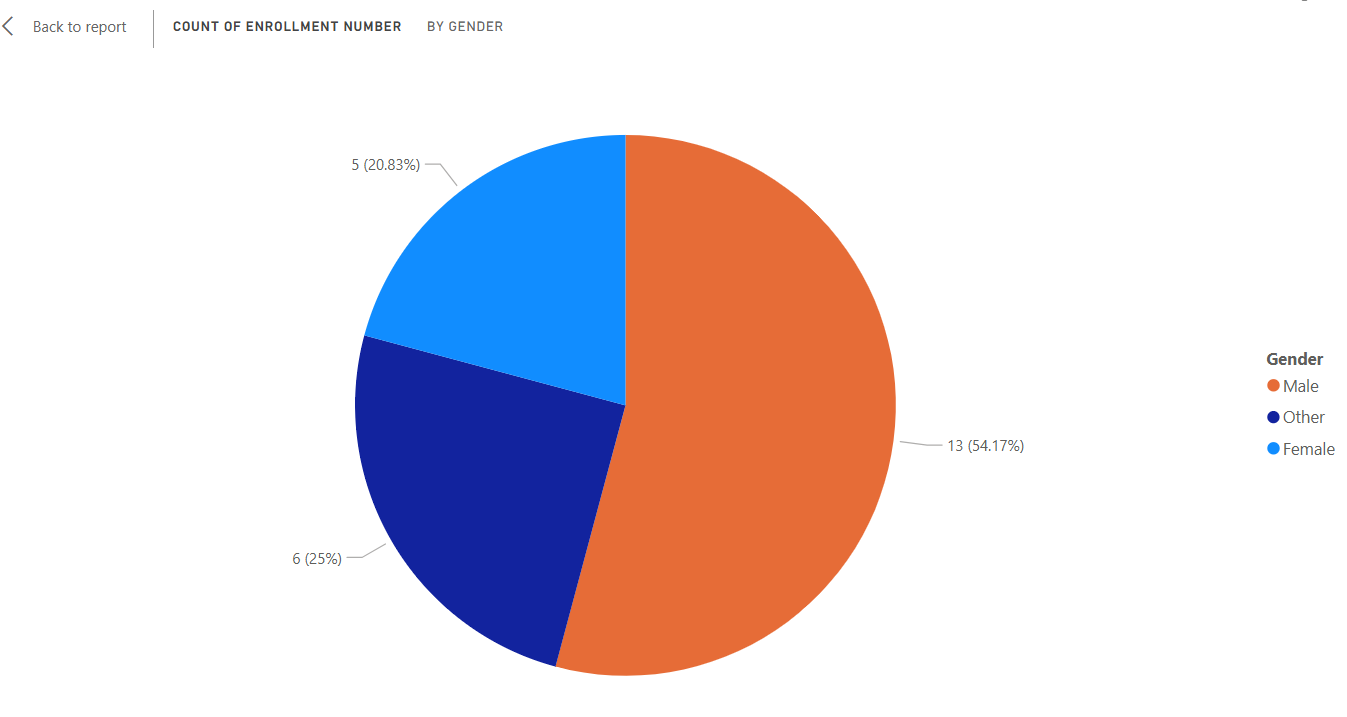 Back to report
COUNT OF ENROLLMENT NUMBER BY GENDER
5 (20.83%)
13 (54.17%)
6 (25%)
Gender
Male
Other
Female